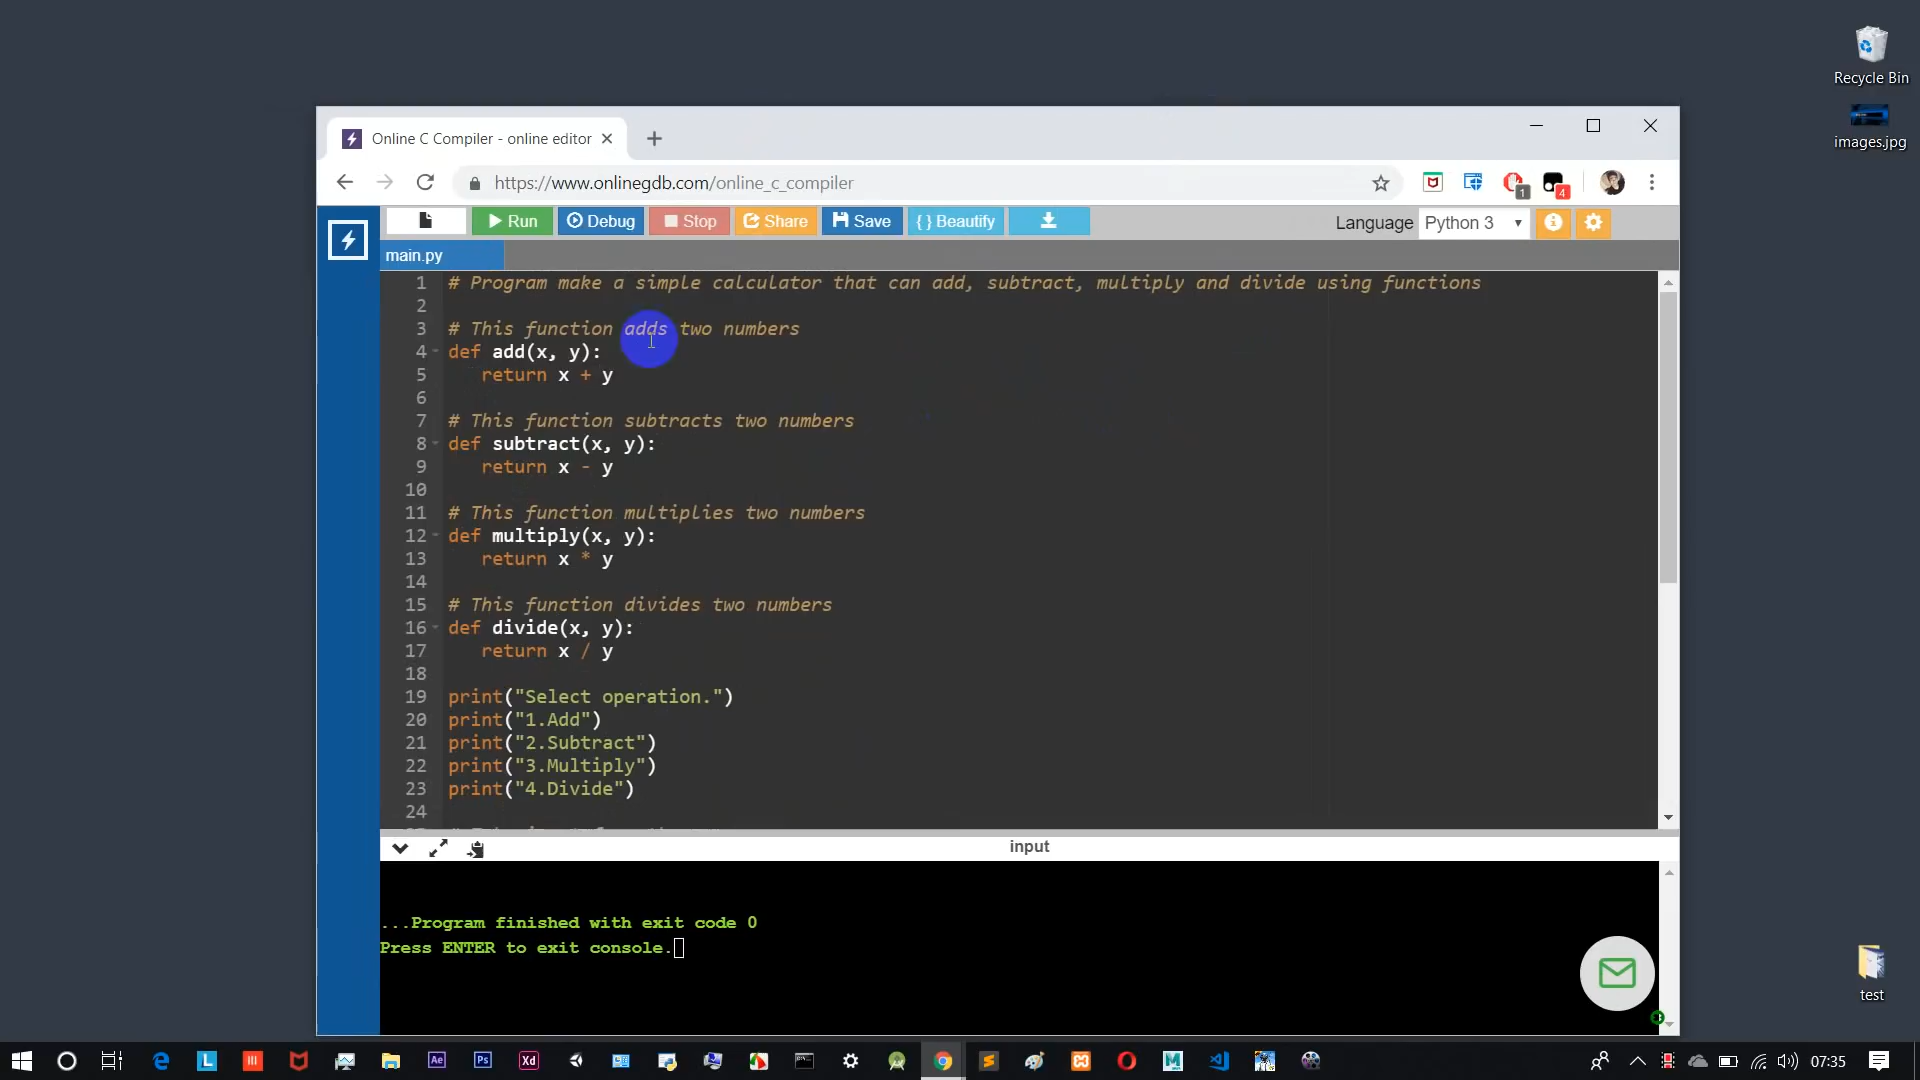 Recycle Bin
images.jpg
Online C Compiler - online editor
https://www.onlinegdb.com/online_c_compiler
1
4
Run Debug Stop Share Save { } Beautify
Language Python 3
main.py
1 # Program make a simple calculator that can add, subtract, multiply and divide using functions
2
3 # This function adds two numbers
4 def add(x, y):
5 return x + y
6
7 # This function subtracts two numbers
8 def subtract(x, y):
9 return x - y
10
11 # This function multiplies two numbers
12 def multiply(x, y):
13 return x * y
14
15 # This function divides two numbers
16 def divide(x, y):
17 return x / y
18
19 print("Select operation.")
20 print("1.Add")
21 print("2.Subtract")
22 print("3.Multiply")
23 print("4.Divide")
24
input
...Program finished with exit code 0
Press ENTER to exit console.
test
L Ae Ps Xd
07:35